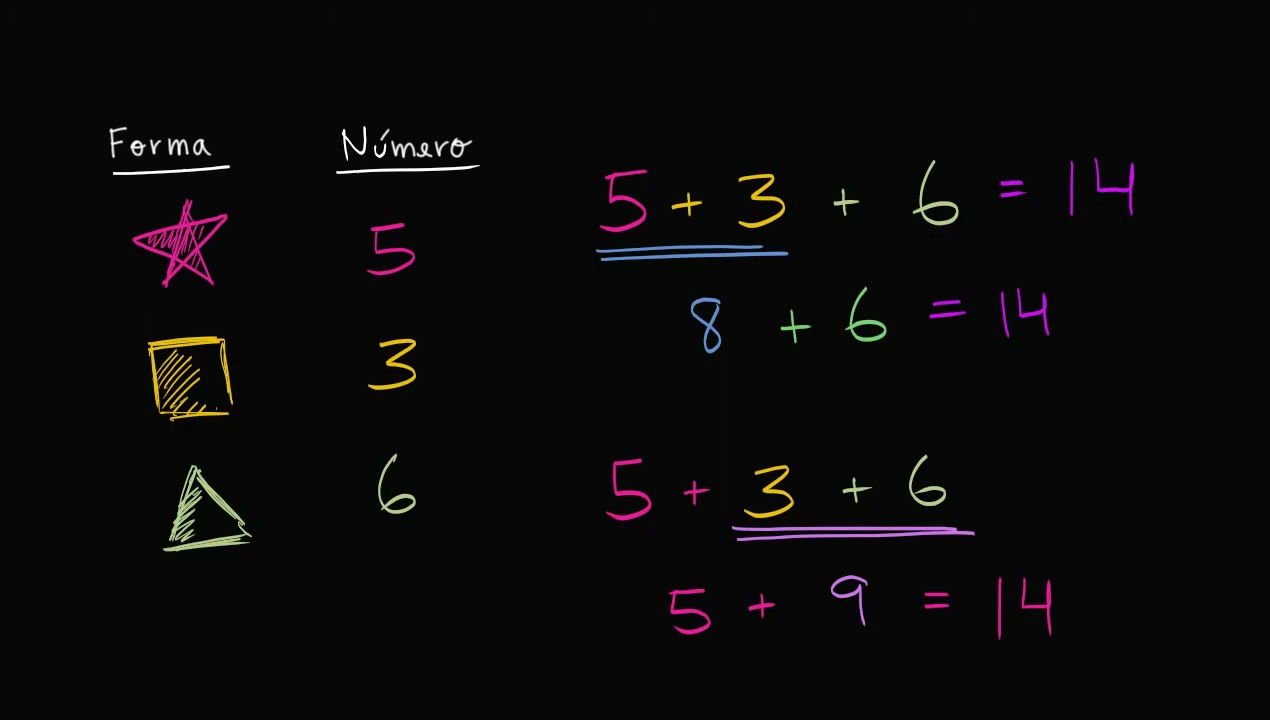 Forma Número
5
3
6
5 + 3 + 6 = 14
8 + 6 = 14
5 + 3 + 6
5 + 9 = 14